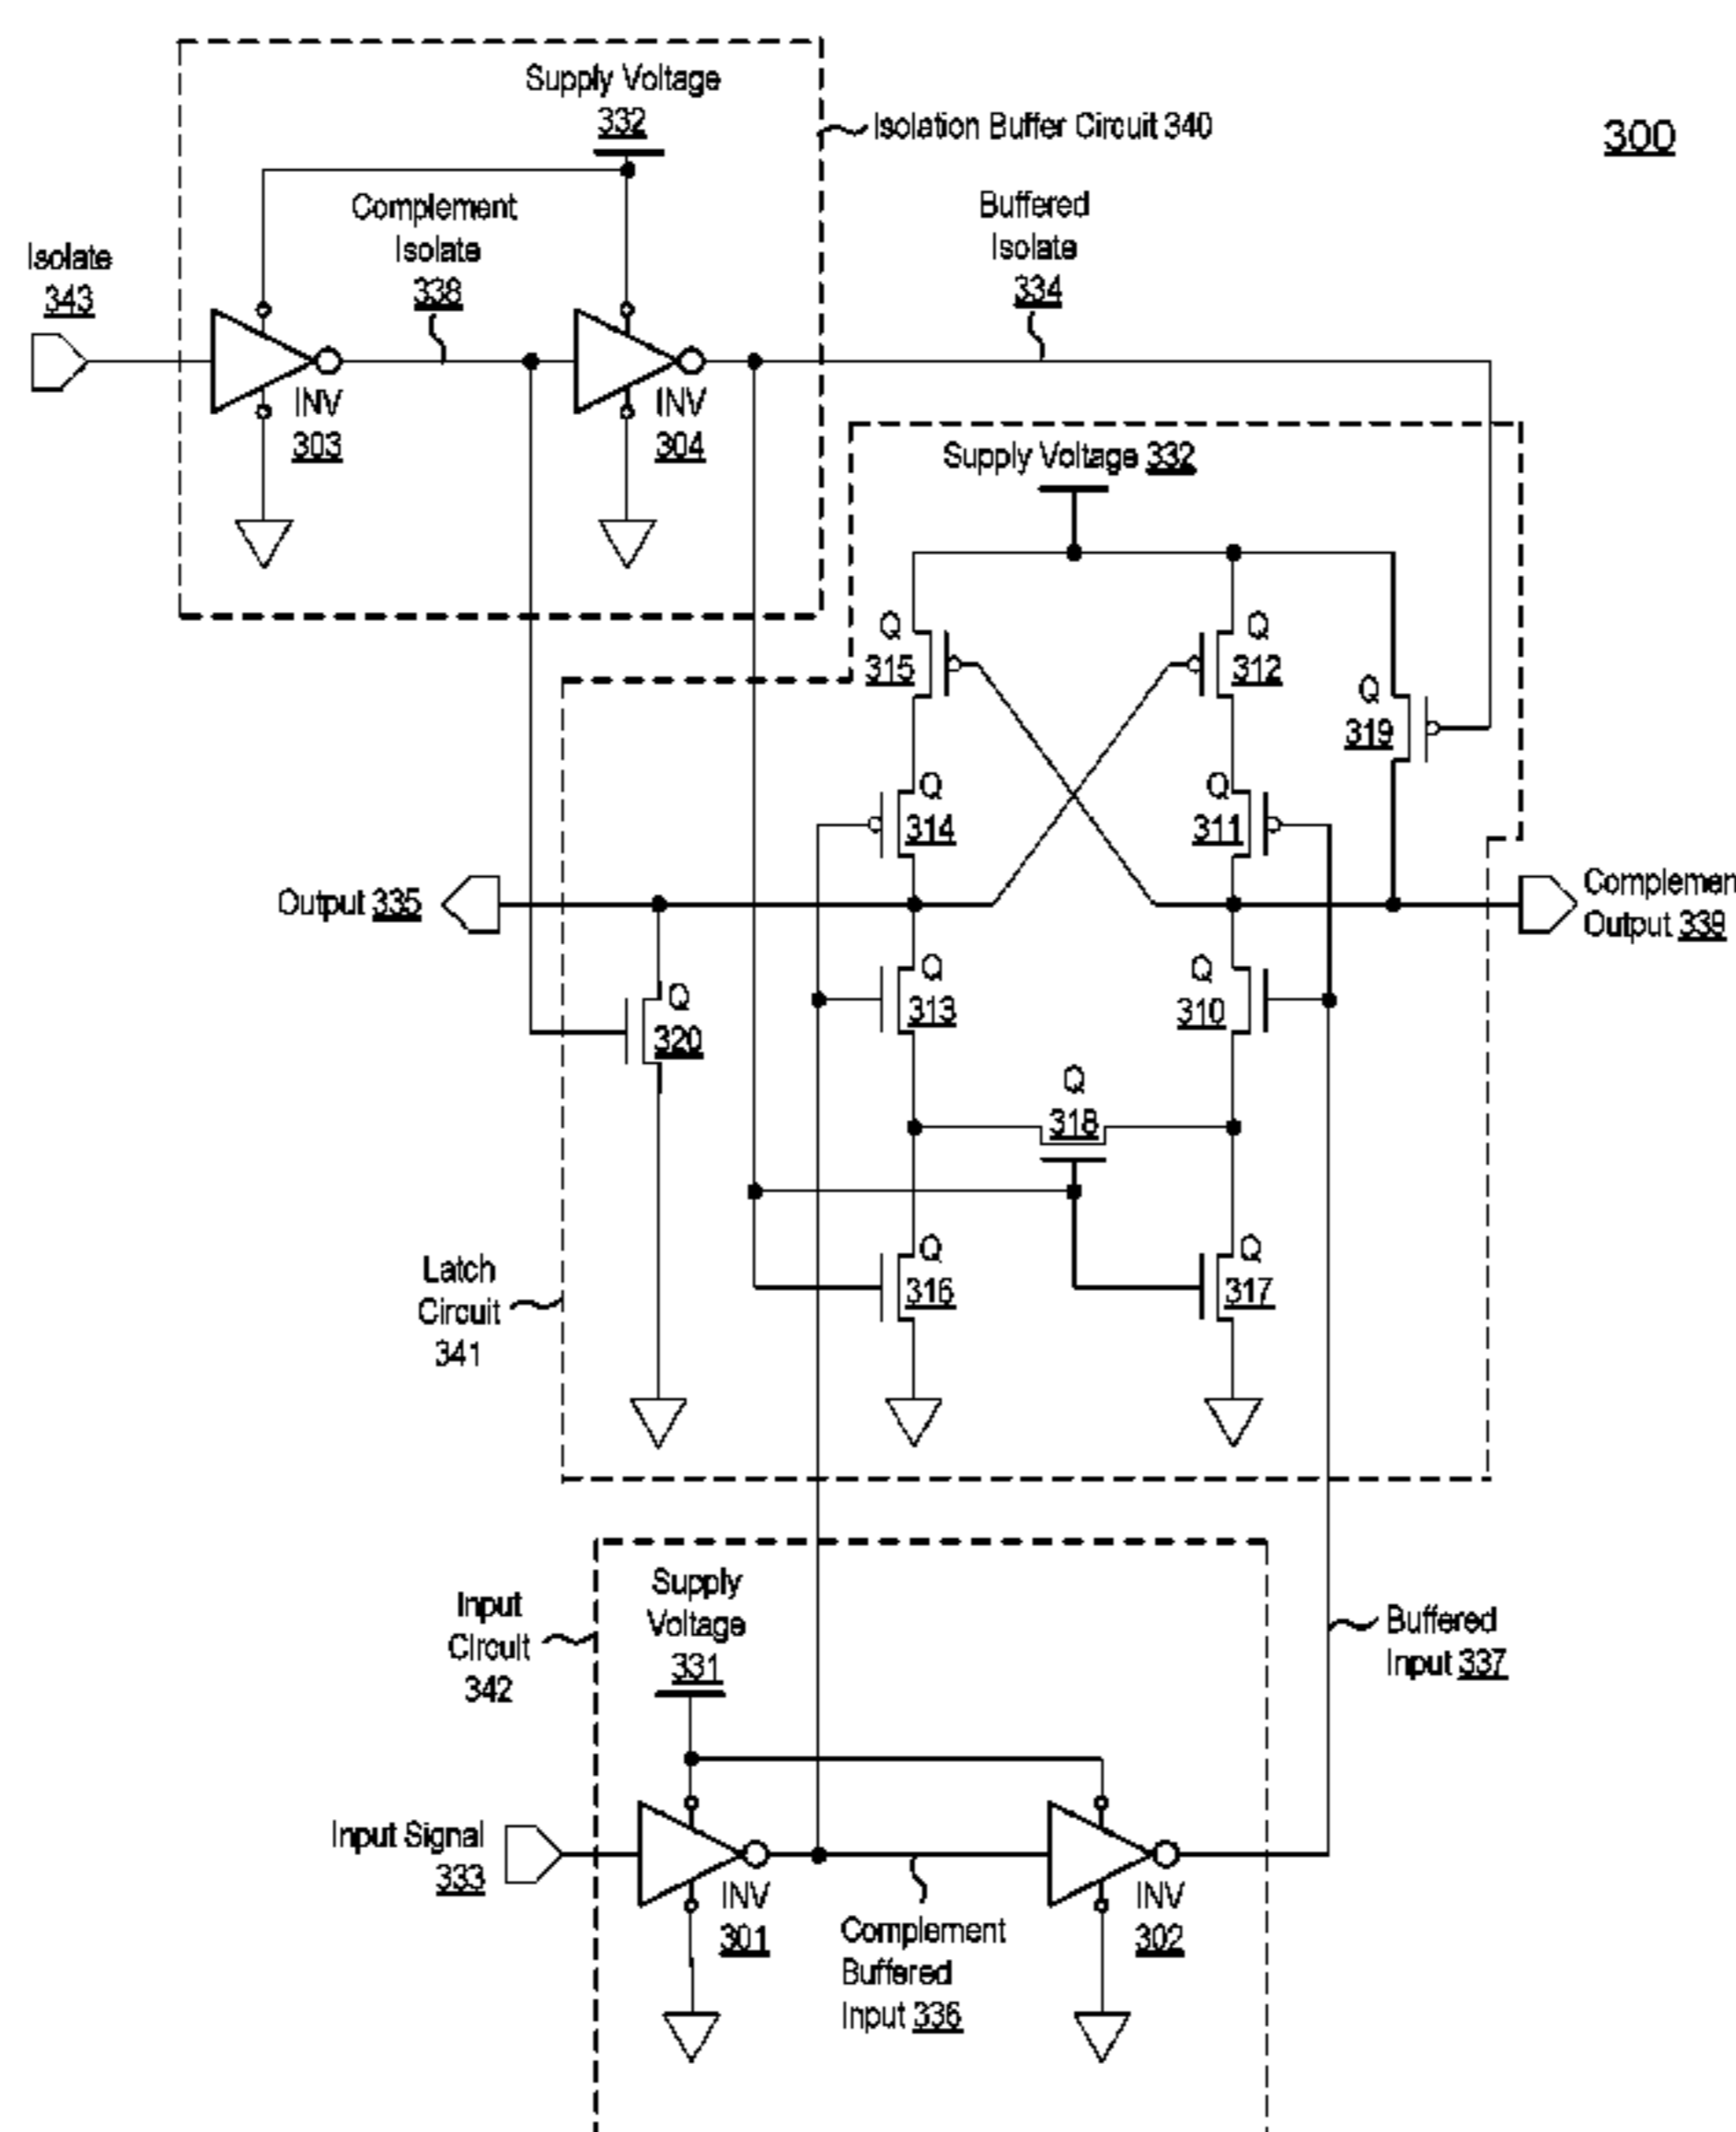 Supply Voltage
332
Isolation Buffer Circuit 340
300
Complement
Isolate
338
Buffered
Isolate
334
Isolate
343
INV
303
INV
304
Supply Voltage 332
Q
315
Q
312
Q
319
Q
314
Q
311
Output 335
Complemen
Output 339
Q
313
Q
310
Q
320
Q
318
Q
316
Q
317
Latch
Circuit
341
Input
Circuit
342
Supply
Voltage
331
Buffered
Input 337
Input Signal
333
INV
301
INV
302
Complement
Buffered
Input 336